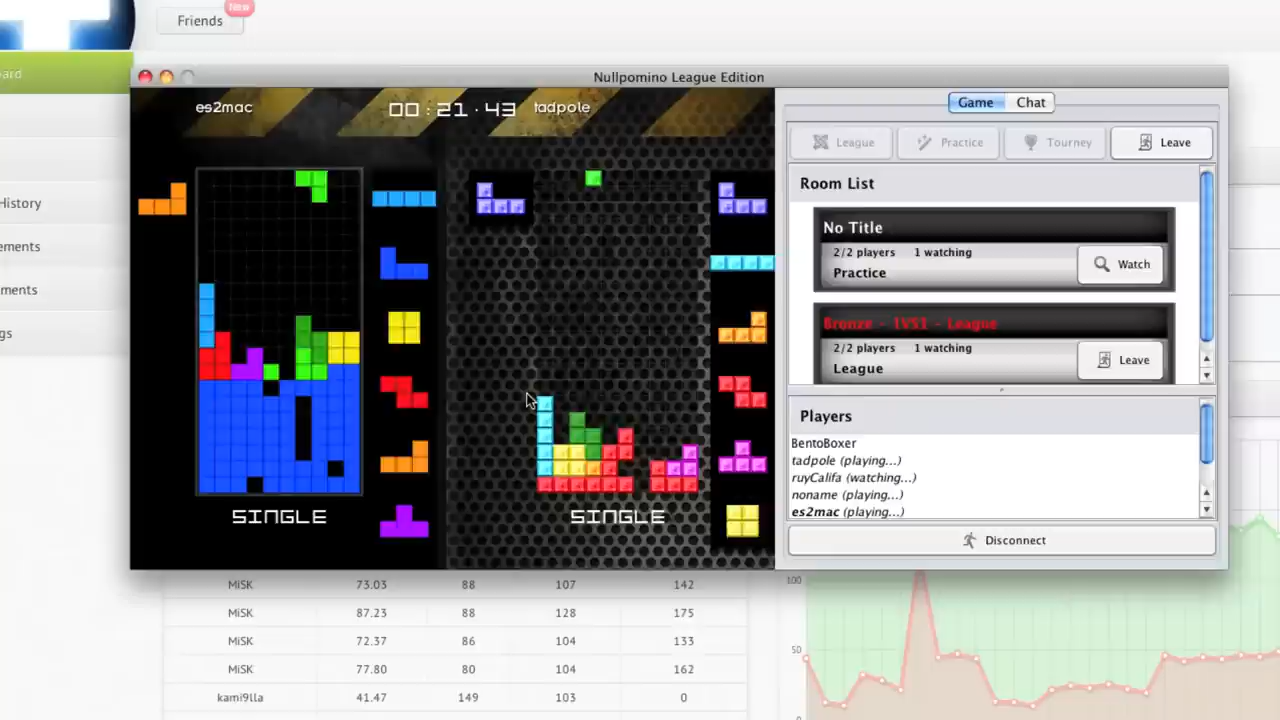 New
Friends
ard
Nullpomino League Edition
es2mac
00:21.43
tadpole
Game
Chat
League
Practice
Tourney
Leave
Room List
History
No Title
2/2 players 1 watching
Watch
Practice
ements
ments
Bronze - 1VS1 - League
gs
2/2 players 1 watching
Leave
League
Players
BentoBoxer
tadpole (playing...)
ruyCalifa (watching...)
noname (playing...)
es2mac (playing...)
SINGLE
SINGLE
Disconnect
MiSK 73.03 88 107 142
100
MiSK 87.23 88 128 175
MiSK 72.37 86 104 133
50
MiSK 77.80 80 104 162
kami9lla 41.47 149 103 0